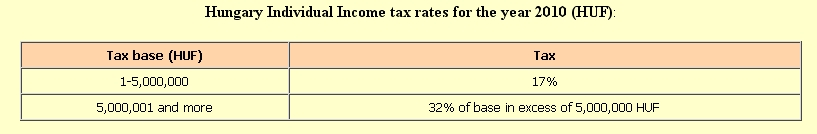 Hungary Individual Income tax rates for the year 2010 (HUF):
Tax base (HUF) Tax
1-5,000,000 17%
5,000,001 and more 32% of base in excess of 5,000,000 HUF